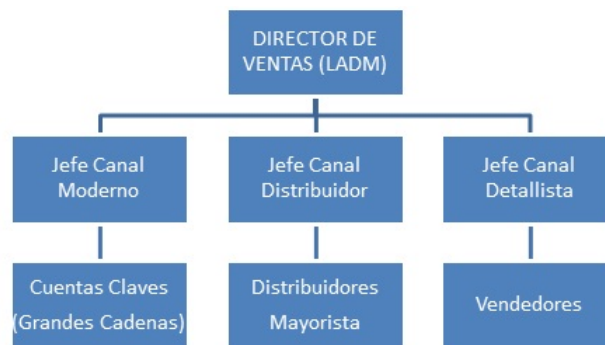 DIRECTOR DE
VENTAS (LADM)
Jefe Canal
Moderno
Jefe Canal
Distribuidor
Jefe Canal
Detallista
Cuentas Claves
(Grandes Cadenas)
Distribuidores
Mayorista
Vendedores